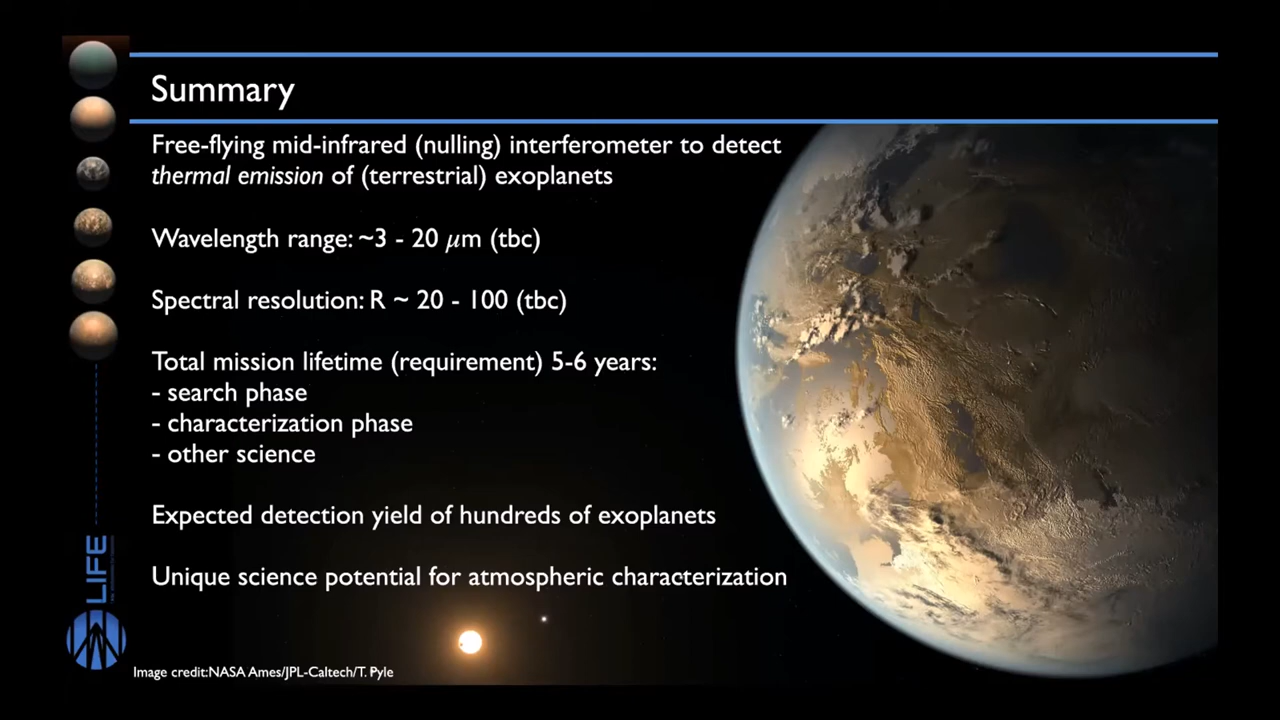 Summary
Free-flying mid-infrared (nulling) interferometer to detect
thermal emission of (terrestrial) exoplanets
Wavelength range: ~3 - 20 μm (tbc)
Spectral resolution: R ~ 20 - 100 (tbc)
Total mission lifetime (requirement) 5-6 years:
- search phase
- characterization phase
- other science
Expected detection yield of hundreds of exoplanets
Unique science potential for atmospheric characterization
LIFE
Image credit:NASA Ames/JPL-Caltech/T. Pyle